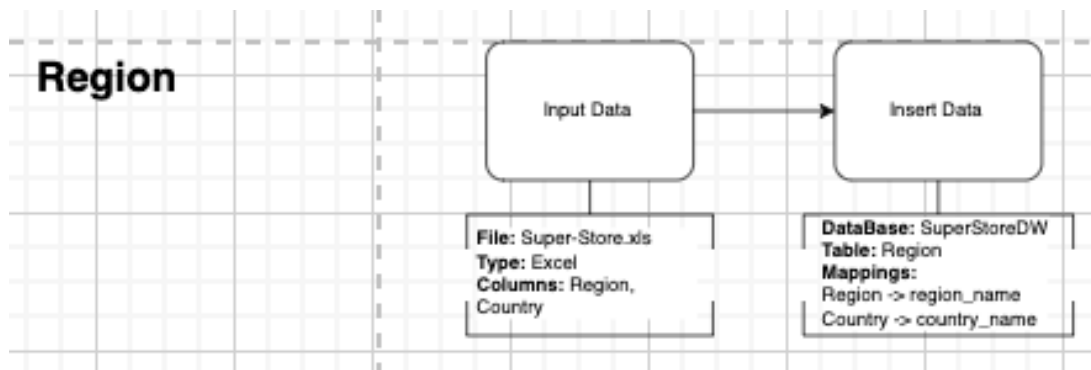 Region
Input Data
Insert Data
File: Super-Store.xls
Type: Excel
Columns: Region,
Country
DataBase: SuperStoreDW
Table: Region
Mappings:
Region -> region_name
Country -> country_name